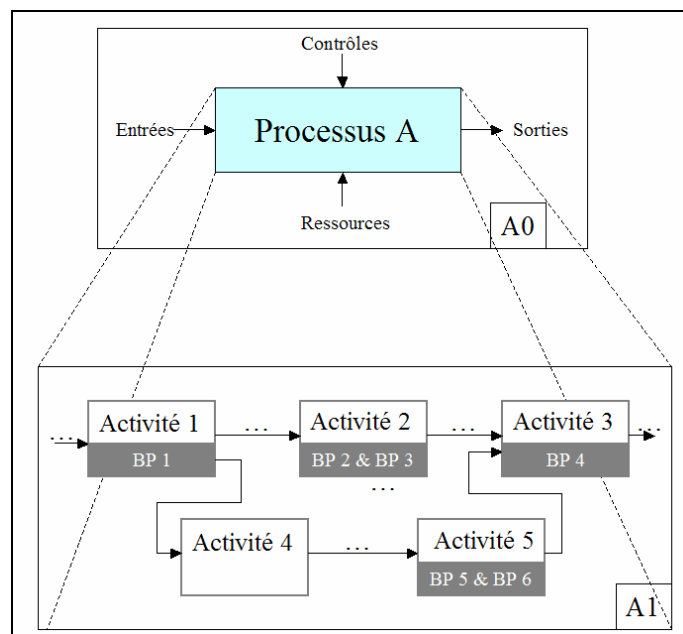 Contrôles
Entrées
Processus A
Sorties
Ressources
A0
... Activité 1 ... Activité 2 ... Activité 3 ...
BP 1
BP 2 & BP 3
BP 4
...
Activité 4 ... Activité 5
BP 5 & BP 6
A1